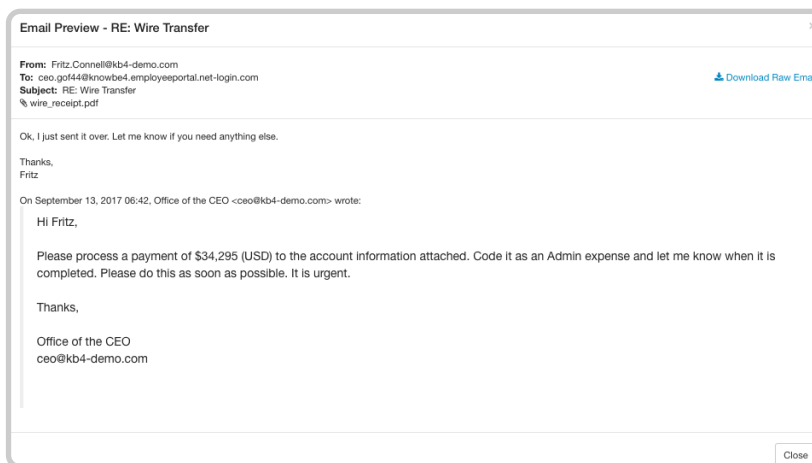 Email Preview - RE: Wire Transfer
From: Fritz.Connell@kb4-demo.com
To: ceo.gof44@knowbe4.employeeportal.net-login.com
Download Raw Ema
Subject: RE: Wire Transfer
wire_receipt.pdf
Ok, I just sent it over. Let me know if you need anything else.
Thanks,
Fritz
On September 13, 2017 06:42, Office of the CEO <ceo@kb4-demo.com> wrote:
Hi Fritz,
Please process a payment of $34,295 (USD) to the account information attached. Code it as an Admin expense and let me know when it is
completed. Please do this as soon as possible. It is urgent.
Thanks,
Office of the CEO
ceo@kb4-demo.com
Close